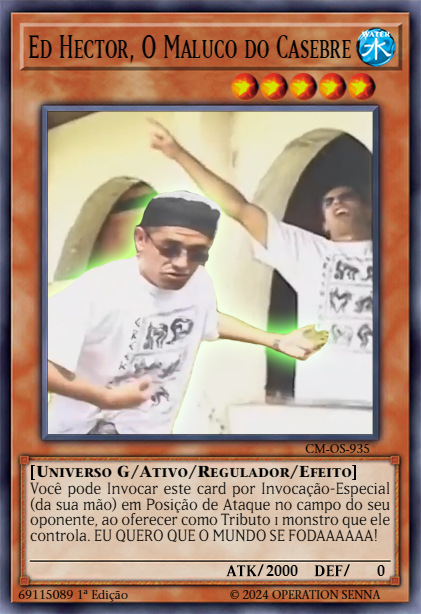 Ed Hector, O Maluco do Casebre
WATER
水
CM-OS-935
[Universo G/Ativo/Regulador/Efeito]
Você pode Invocar este card por Invocação-Especial
(da sua mão) em Posição de Ataque no campo do seu
oponente, ao oferecer como Tributo 1 monstro que ele
controla. EU QUERO QUE O MUNDO SE FODAAAAAA!
ATK/2000 DEF/ 0
69115089 1ª Edição
© 2024 OPERATION SENNA